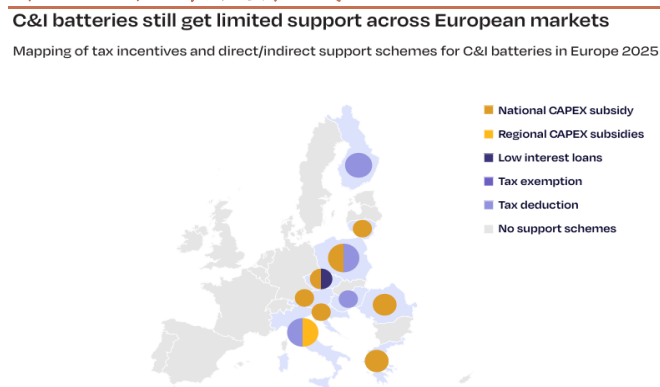 C&I batteries still get limited support across European markets
Mapping of tax incentives and direct/indirect support schemes for C&I batteries in Europe 2025
National CAPEX subsidy
Regional CAPEX subsidies
Low interest loans
Tax exemption
Tax deduction
No support schemes